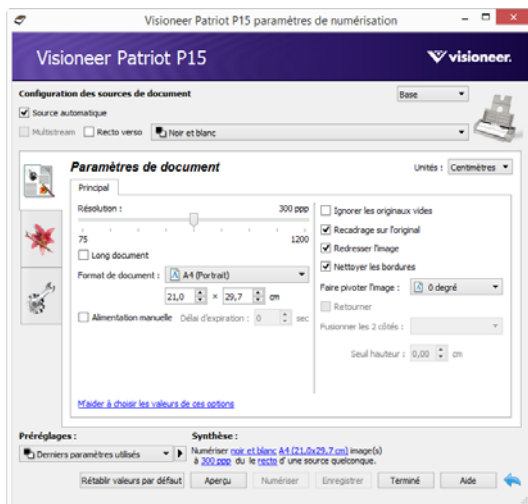 Visioneer Patriot P15 paramètres de numérisation
Visioneer Patriot P15
visioneer.
Configuration des sources de document
Base
Source automatique
Multistream Recto verso Noir et blanc
Paramètres de document
Unités : Centimètres
Principal
Résolution : 300 ppp
75 1200
Long document
Format de document : A4 (Portrait)
21,0 × 29,7 cm
Alimentation manuelle Délai d'expiration : 0 sec
Ignorer les originaux vides
Recadrage sur l'original
Redresser l'image
Nettoyer les bordures
Faire pivoter l'image : 0 degré
Retourner
Fusionner les 2 côtés :
Seuil hauteur : 0,00 cm
M'aider à choisir les valeurs de ces options
Préréglages :
Derniers paramètres utilisés
Synthèse :
Numériser noir et blanc A4 (21,0x29,7 cm) image(s)
à 300 ppp du le recto d'une source quelconque.
Rétablir valeurs par défaut Aperçu Numériser Enregistrer Terminé Aide